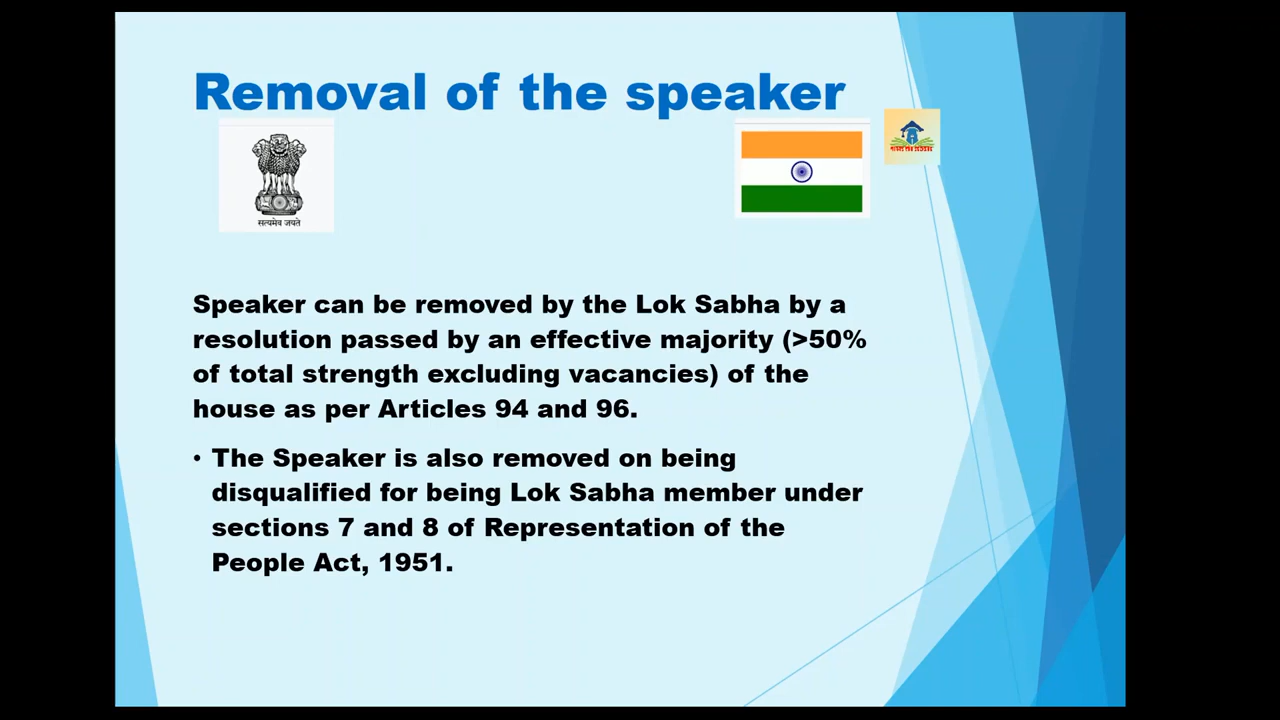 Removal of the speaker
सत्यमेव जयते
Speaker can be removed by the Lok Sabha by a
resolution passed by an effective majority (>50%
of total strength excluding vacancies) of the
house as per Articles 94 and 96.
• The Speaker is also removed on being
disqualified for being Lok Sabha member under
sections 7 and 8 of Representation of the
People Act, 1951.